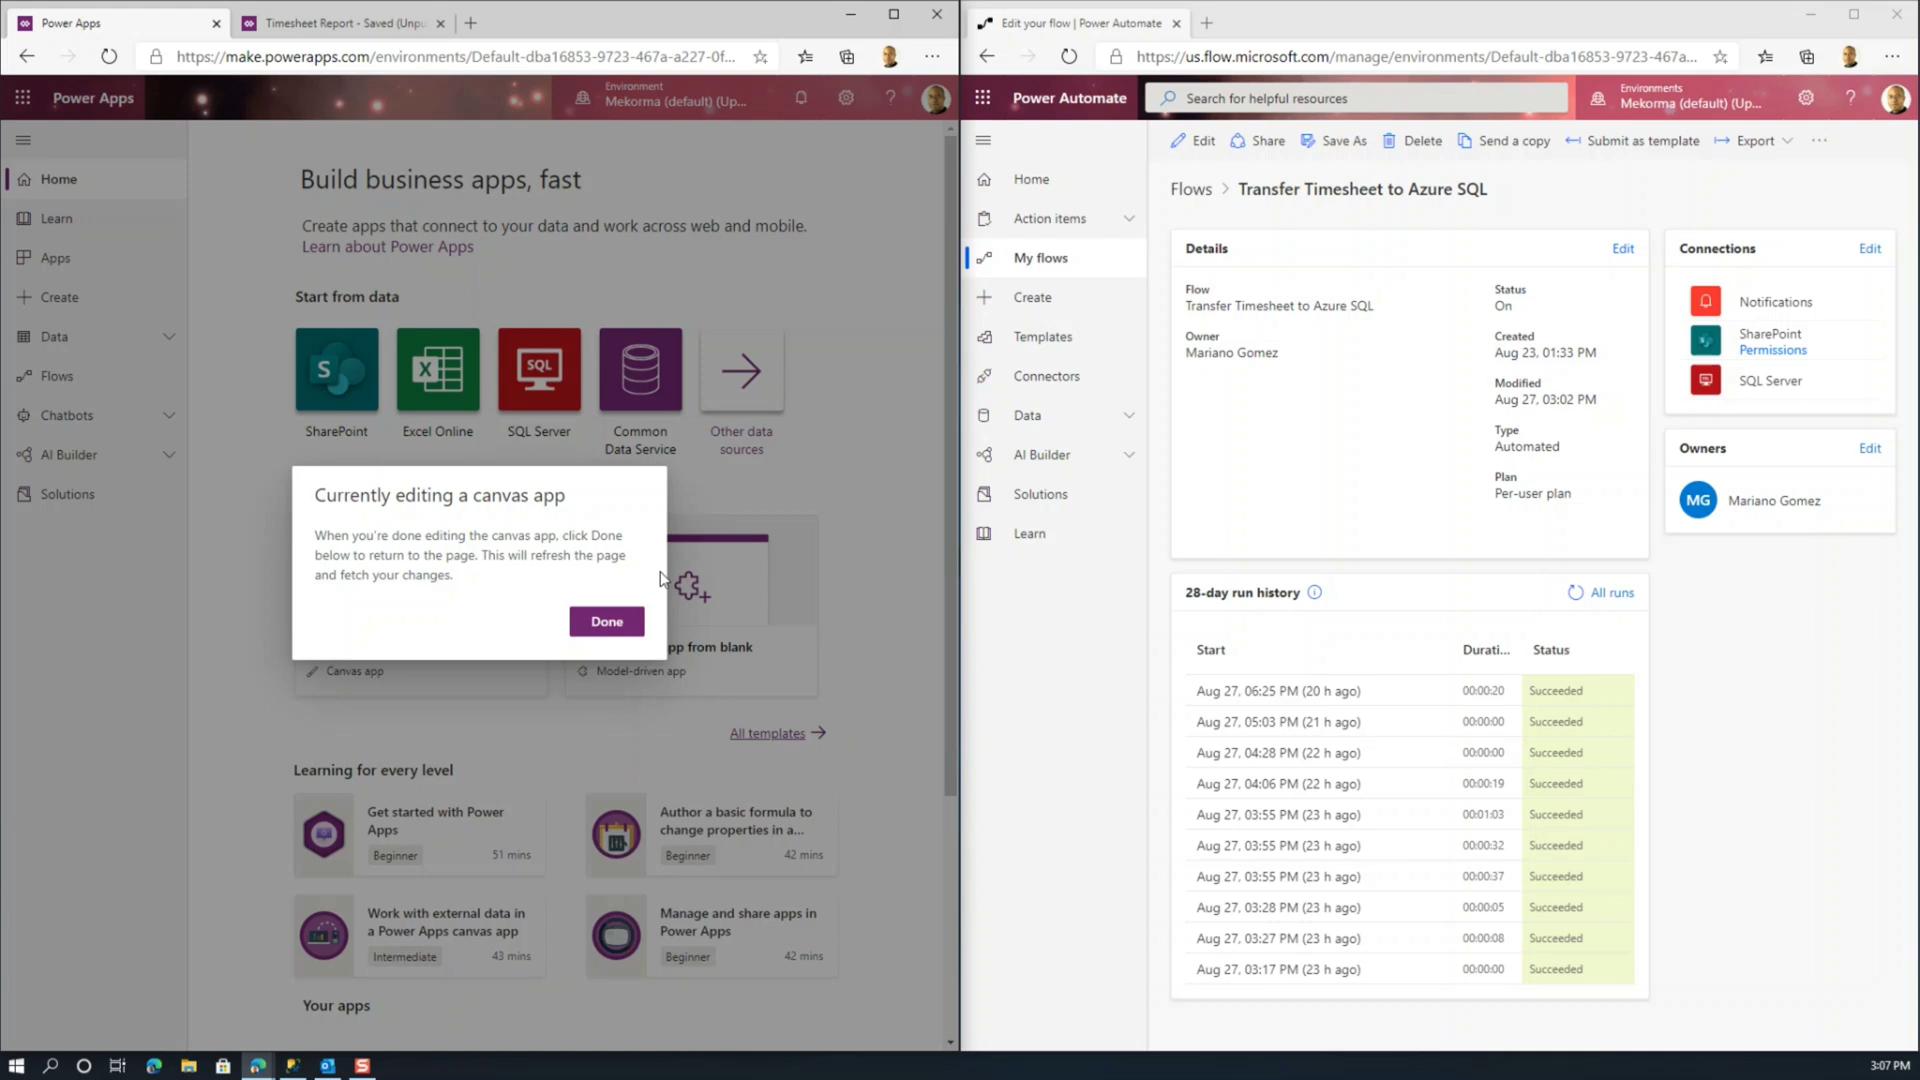 Power Apps
Timesheet Report - Saved (Unpu
https://make.powerapps.com/environments/Default-dba16853-9723-467a-a227-0f...
Power Apps
Environment
Mekorma (default) (Up...
Home
Learn
Apps
Create
Data
Flows
Chatbots
AI Builder
Solutions
Build business apps, fast
Create apps that connect to your data and work across web and mobile.
Learn about Power Apps
Start from data
S
X
SQL
SharePoint
Excel Online
SQL Server
Common
Data Service
Other data
sources
Currently editing a canvas app
When you're done editing the canvas app, click Done
below to return to the page. This will refresh the page
and fetch your changes.
Done
pp from blank
Canvas app
Model-driven app
All templates
Learning for every level
Get started with Power
Apps
Beginner
51 mins
Author a basic formula to
change properties in a...
Beginner
42 mins
Work with external data in
a Power Apps canvas app
Intermediate
43 mins
Manage and share apps in
Power Apps
Beginner
42 mins
Your apps
Edit your flow | Power Automate
https://us.flow.microsoft.com/manage/environments/Default-dba16853-9723-467a...
Power Automate
Search for helpful resources
Environments
Mekorma (default) (Up...
Home
Action items
My flows
Create
Templates
Connectors
Data
AI Builder
Solutions
Learn
Edit
Share
Save As
Delete
Send a copy
Submit as template
Export
Flows > Transfer Timesheet to Azure SQL
Details
Edit
Flow
Transfer Timesheet to Azure SQL
Owner
Mariano Gomez
Status
On
Created
Aug 23, 01:33 PM
Modified
Aug 27, 03:02 PM
Type
Automated
Plan
Per-user plan
Connections
Edit
Notifications
SharePoint
Permissions
SQL Server
Owners
Edit
MG
Mariano Gomez
28-day run history
All runs
Start Durati... Status
Aug 27, 06:25 PM (20 h ago) 00:00:20 Succeeded
Aug 27, 05:03 PM (21 h ago) 00:00:00 Succeeded
Aug 27, 04:28 PM (22 h ago) 00:00:00 Succeeded
Aug 27, 04:06 PM (22 h ago) 00:00:19 Succeeded
Aug 27, 03:55 PM (23 h ago) 00:01:03 Succeeded
Aug 27, 03:55 PM (23 h ago) 00:00:32 Succeeded
Aug 27, 03:55 PM (23 h ago) 00:00:37 Succeeded
Aug 27, 03:28 PM (23 h ago) 00:00:05 Succeeded
Aug 27, 03:27 PM (23 h ago) 00:00:08 Succeeded
Aug 27, 03:17 PM (23 h ago) 00:00:00 Succeeded
S
3:07 PM